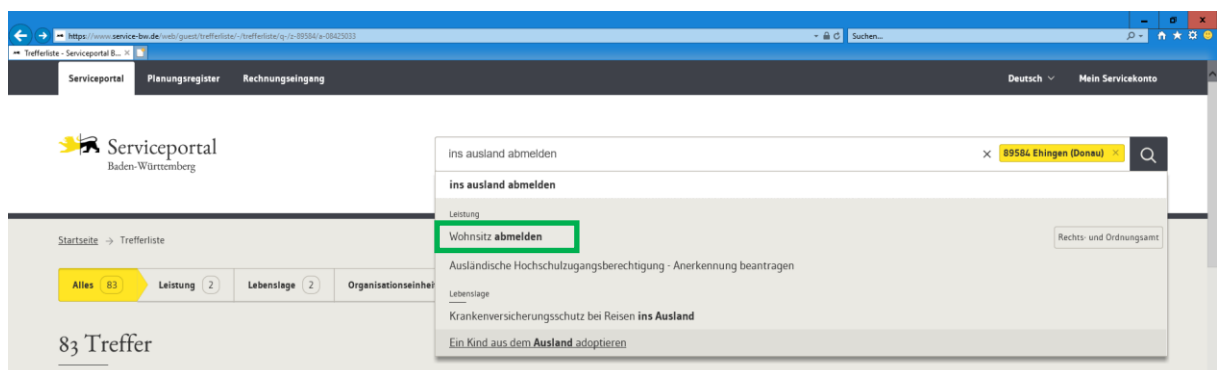 https://www.service-bw.de/web/guest/trefferliste/-/trefferliste/q-/z-89584/a-08425033
Suchen...
Trefferliste - Serviceportal B...
Serviceportal Planungsregister Rechnungseingang Deutsch Mein Servicekonto
Serviceportal
Baden-Württemberg
ins ausland abmelden 89584 Ehingen (Donau)
ins ausland abmelden
Leistung
Wohnsitz abmelden Rechts- und Ordnungsamt
Ausländische Hochschulzugangsberechtigung - Anerkennung beantragen
Lebenslage
Krankenversicherungsschutz bei Reisen ins Ausland
Ein Kind aus dem Ausland adoptieren
Startseite → Trefferliste
Alles 83 Leistung 2 Lebenslage 2 Organisationseinhei
83 Treffer